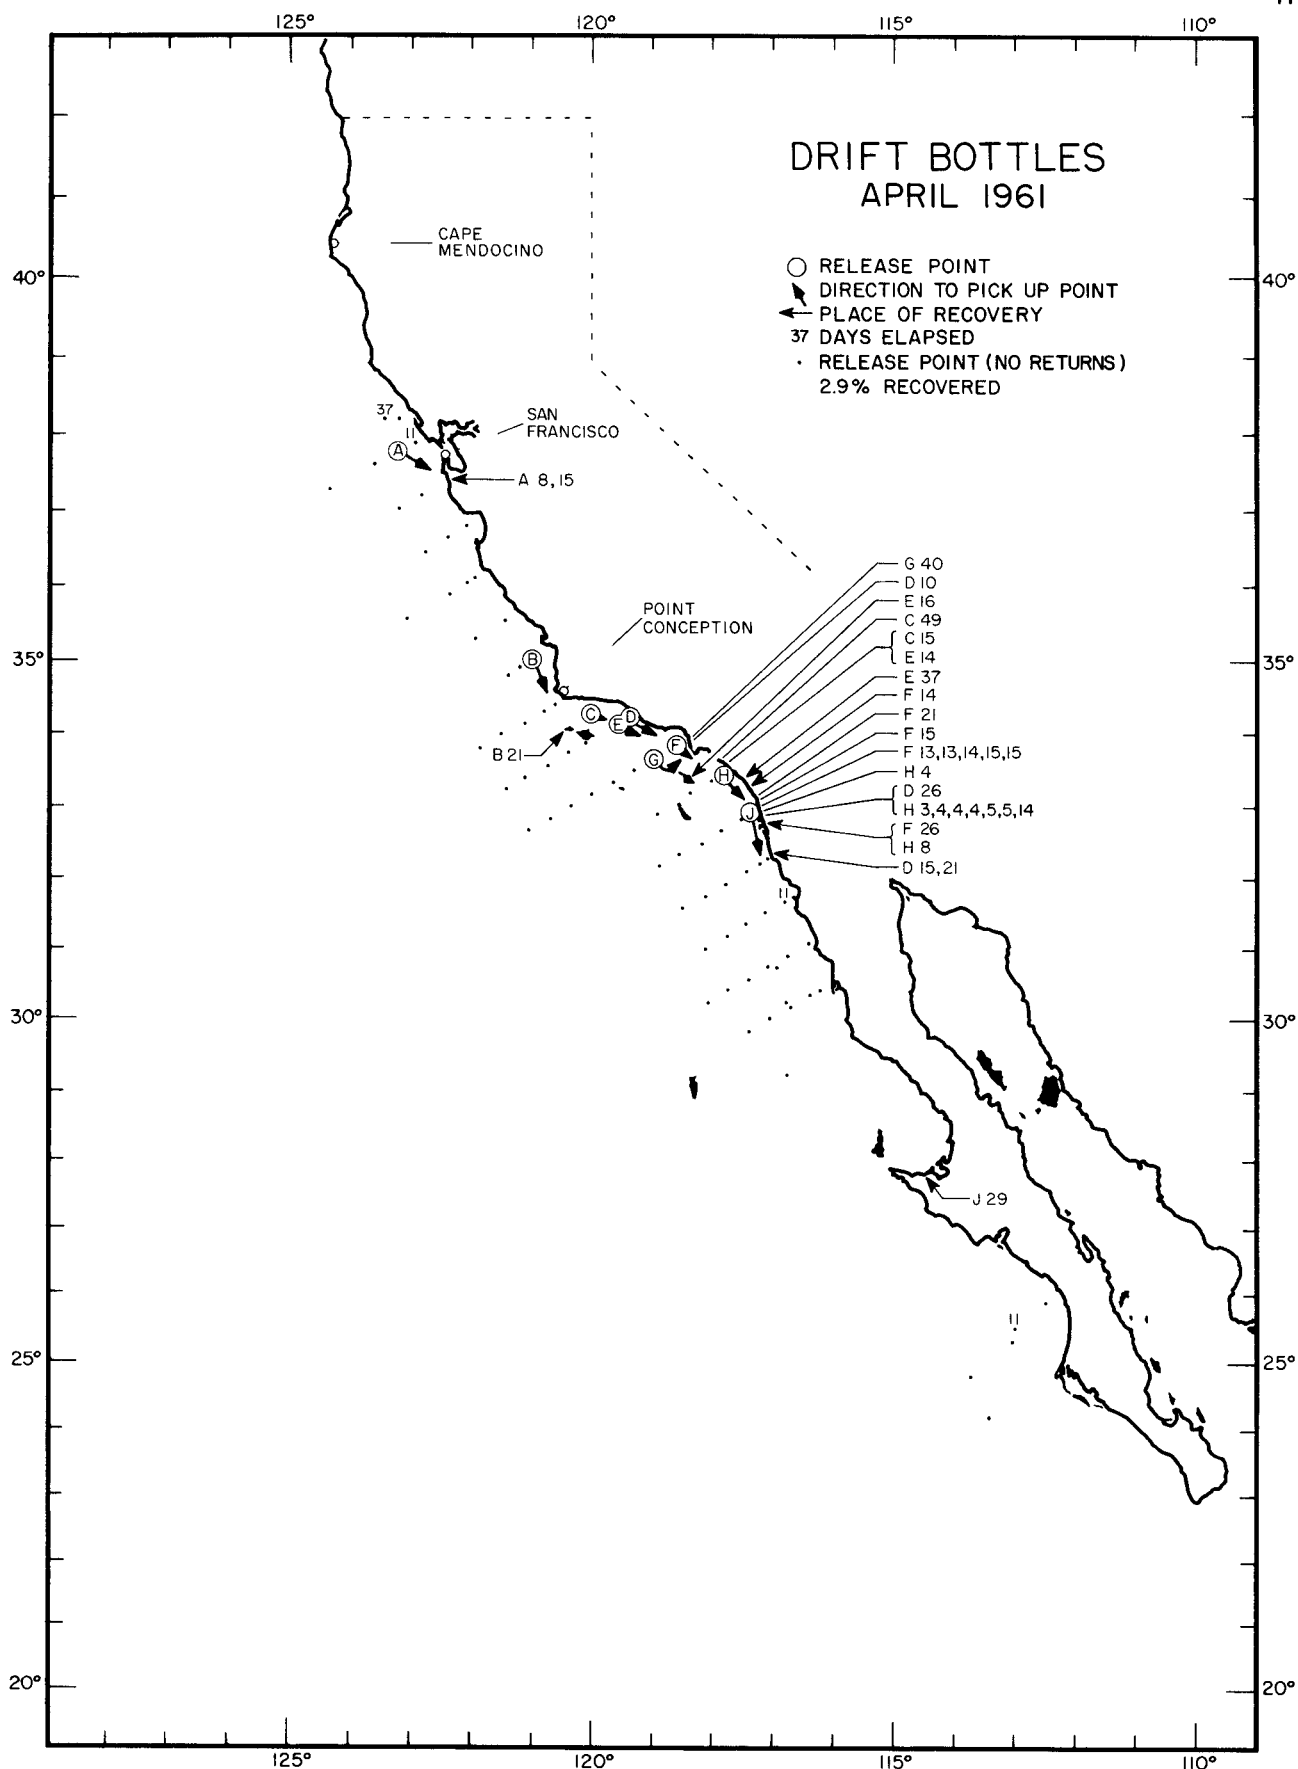 125° 120° 115° 110°
DRIFT BOTTLES
APRIL 1961
CAPE
MENDOCINO
RELEASE POINT
DIRECTION TO PICK UP POINT
PLACE OF RECOVERY
37 DAYS ELAPSED
RELEASE POINT (NO RETURNS)
2.9% RECOVERED
40° 40°
37
SAN
FRANCISCO
11
A
A 8,15
G 40
D 10
E 16
POINT
CONCEPTION
C 49
C 15
E 14
35° 35°
B
E 37
F 14
C
E
D
F 21
F
F 15
B 21
G
F 13,13,14,15,15
H
H 4
D 26
J
H 3,4,4,4,5,5,14
F 26
H 8
D 15,21
11
30° 30°
J 29
11
25° 25°
20° 20°
125° 120° 115° 110°